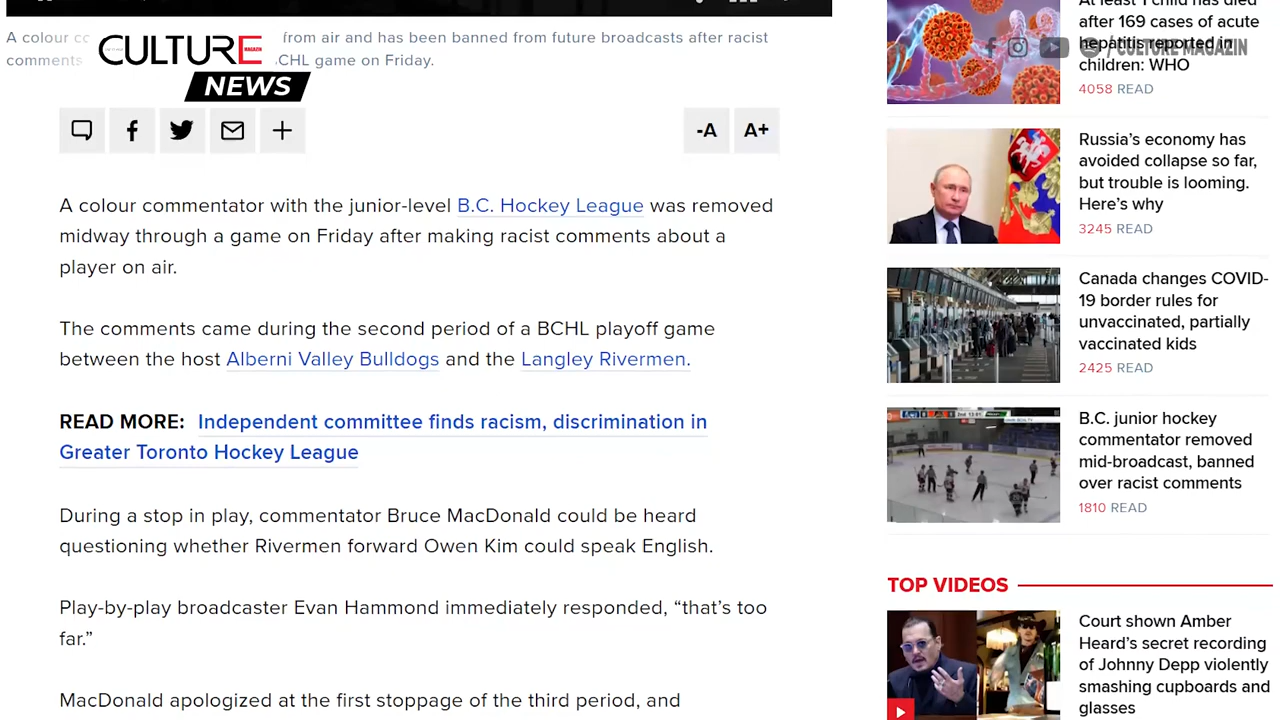 A colour
from air and has been banned from future broadcasts after racist
comments
CHL game on Friday.
CULTURE
MAGAZIN
NEWS
-A
A+
A colour commentator with the junior-level B.C. Hockey League was removed
midway through a game on Friday after making racist comments about a
player on air.
The comments came during the second period of a BCHL playoff game
between the host Alberni Valley Bulldogs and the Langley Rivermen.
READ MORE: Independent committee finds racism, discrimination in
Greater Toronto Hockey League
During a stop in play, commentator Bruce MacDonald could be heard
questioning whether Rivermen forward Owen Kim could speak English.
Play-by-play broadcaster Evan Hammond immediately responded, “that’s too
far.”
MacDonald apologized at the first stoppage of the third period, and
At least 1 child has died
after 169 cases of acute
hepatitis reported in
children: WHO
4058 READ
/ CULTURE MAGAZIN
Russia’s economy has
avoided collapse so far,
but trouble is looming.
Here’s why
3245 READ
Canada changes COVID-
19 border rules for
unvaccinated, partially
vaccinated kids
2425 READ
B.C. junior hockey
commentator removed
mid-broadcast, banned
over racist comments
1810 READ
TOP VIDEOS
Court shown Amber
Heard’s secret recording
of Johnny Depp violently
smashing cupboards and
glasses